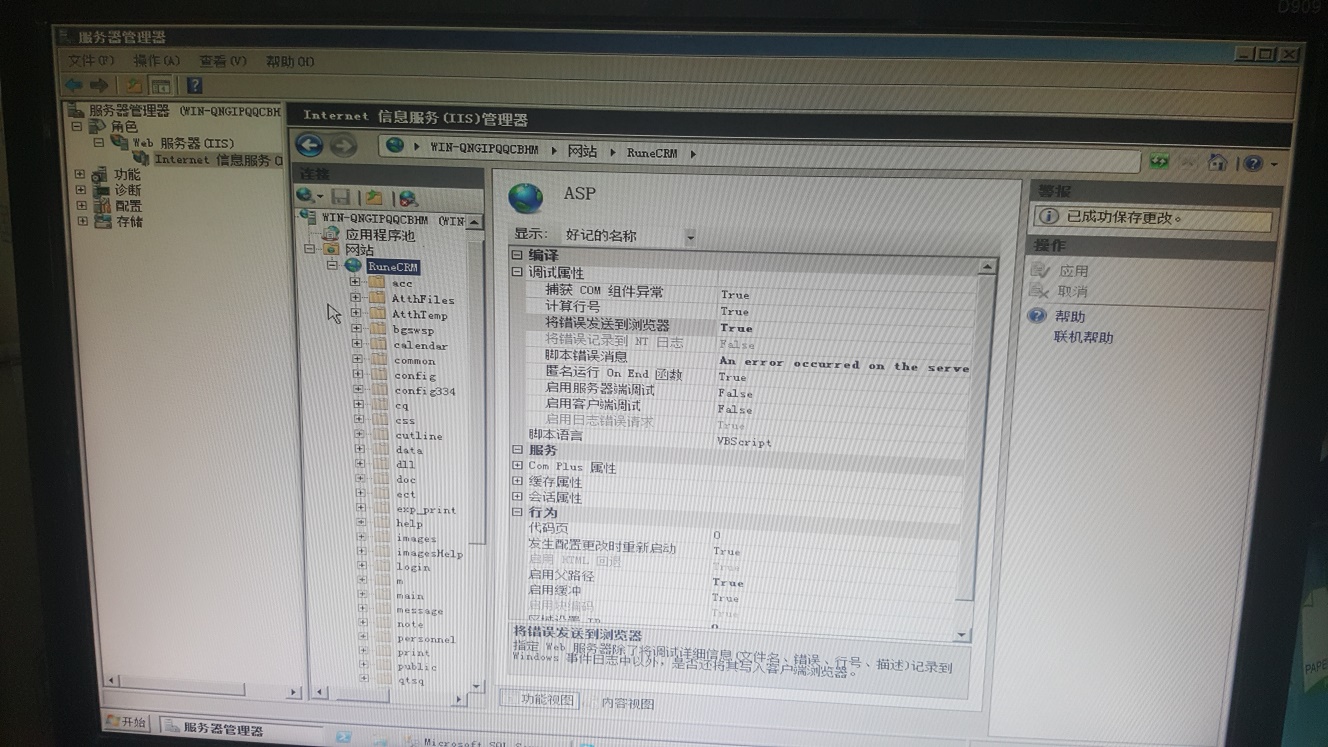 D909
服务器管理器
文件(F) 操作(A) 查看(V) 帮助(H)
服务器管理器 (WIN-QNGIPQQCBH
角色
Web 服务器(IIS)
Internet 信息服务(I
功能
诊断
配置
存储
Internet 信息服务(IIS)管理器
WIN-QNGIPQQCBHM 网站 RuneCRM
连接
WIN-QNGIPQQCBHM (WIN-
应用程序池
网站
RuneCRM
acc
AtthFiles
AtthTemp
bgswsp
calendar
common
config
config334
cq
css
cutline
data
dll
doc
ect
exp_print
help
images
imagesHelp
login
m
main
message
note
personnel
print
public
qtsq
ASP
显示: 好记的名称
编译
调试属性
捕获 COM 组件异常 True
计算行号 True
将错误发送到浏览器 True
将错误记录到 NT 日志 False
脚本错误消息 An error occurred on the serve
匿名运行 On End 函数 True
启用服务器端调试 False
启用客户端调试 False
启用日志错误请求 True
脚本语言 VBScript
服务
Com Plus 属性
缓存属性
会话属性
行为
代码页 0
发生配置更改时重新启动 True
启用 HTML 回退 True
启用父路径 True
启用缓冲 True
启用块编码 True
区域设置 ID 0
将错误发送到浏览器
指定 Web 服务器除了将调试详细信息(文件名、错误、行号、描述)记录到
Windows 事件日志中以外，是否还将其写入客户端浏览器。
功能视图 内容视图
警报
已成功保存更改。
操作
应用
取消
帮助
联机帮助
开始 服务器管理器 Microsoft SQL S
PAPE